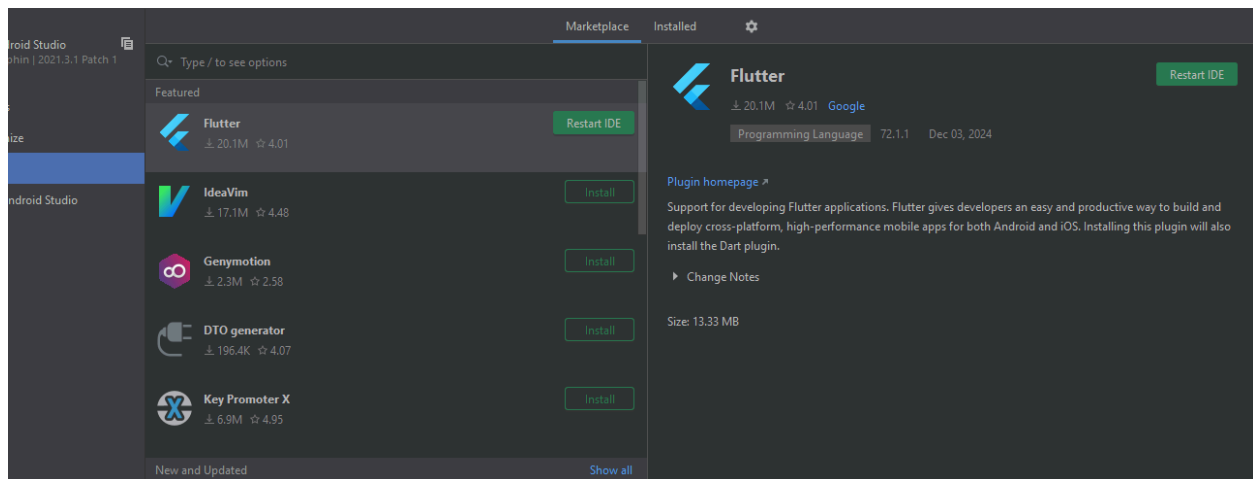 Marketplace Installed
roid Studio
phin | 2021.3.1 Patch 1
ize
ndroid Studio
Type / to see options
Featured
Flutter
Restart IDE
20.1M 4.01
IdeaVim
Install
17.1M 4.48
Genymotion
Install
2.3M 2.58
DTO generator
Install
196.4K 4.07
Key Promoter X
Install
6.9M 4.95
New and Updated Show all
Flutter
Restart IDE
20.1M 4.01 Google
Programming Language 72.1.1 Dec 03, 2024
Plugin homepage ↗
Support for developing Flutter applications. Flutter gives developers an easy and productive way to build and
deploy cross-platform, high-performance mobile apps for both Android and iOS. Installing this plugin will also
install the Dart plugin.
Change Notes
Size: 13.33 MB